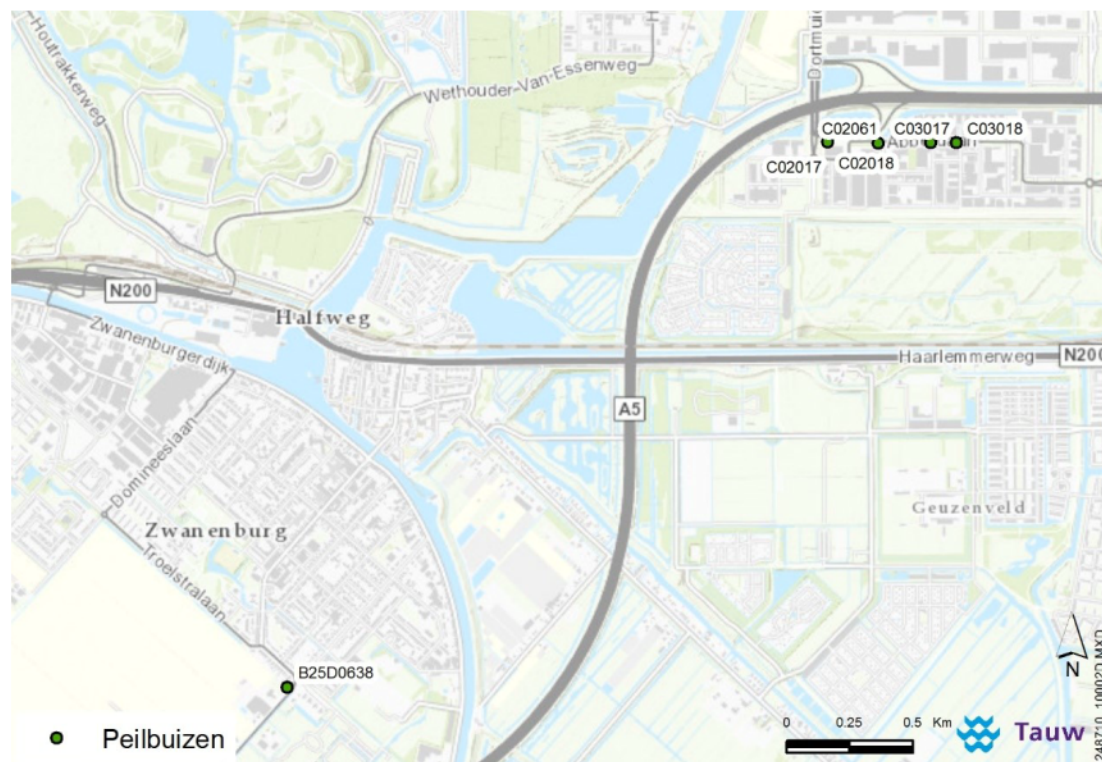 Houtrakkerweg
Wethouder-Van-Essenweg
H
Dortmuid
C02061
C03017
C03018
C02017
C02018
N200
Halfweg
Zwanenburgerdijk
Haarlemmerweg
N200
A5
Domineeslaan
Zwanenburg
Geuzenveld
Troelstralaan
B25D0638
N
Peilbuizen
0 0.25 0.5 Km
Tauw